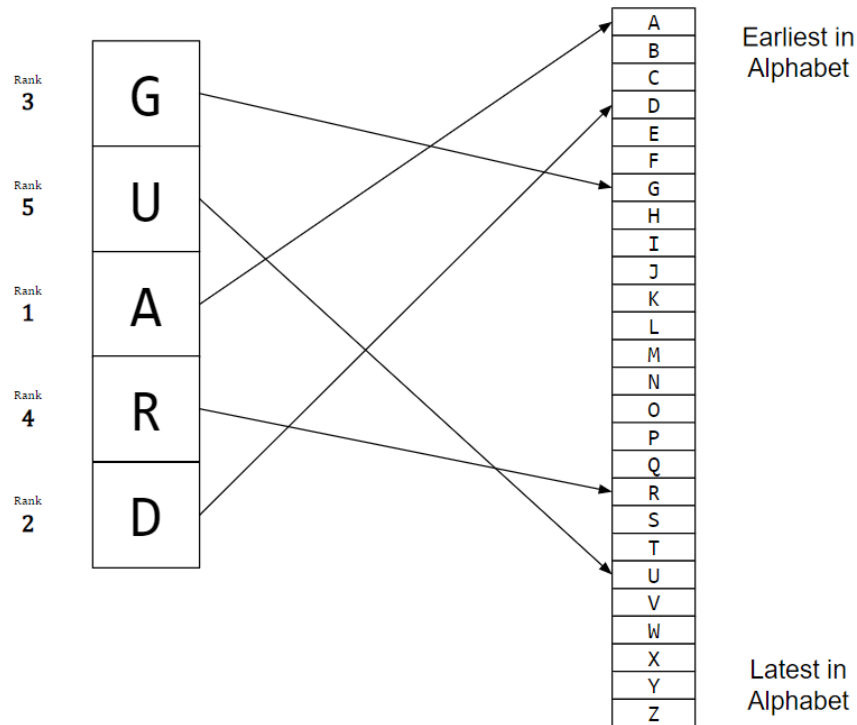 Rank
3
G
Rank
5
U
Rank
1
A
Rank
4
R
Rank
2
D
A
B
C
D
E
F
G
H
I
J
K
L
M
N
O
P
Q
R
S
T
U
V
W
X
Y
Z
Earliest in
Alphabet
Latest in
Alphabet